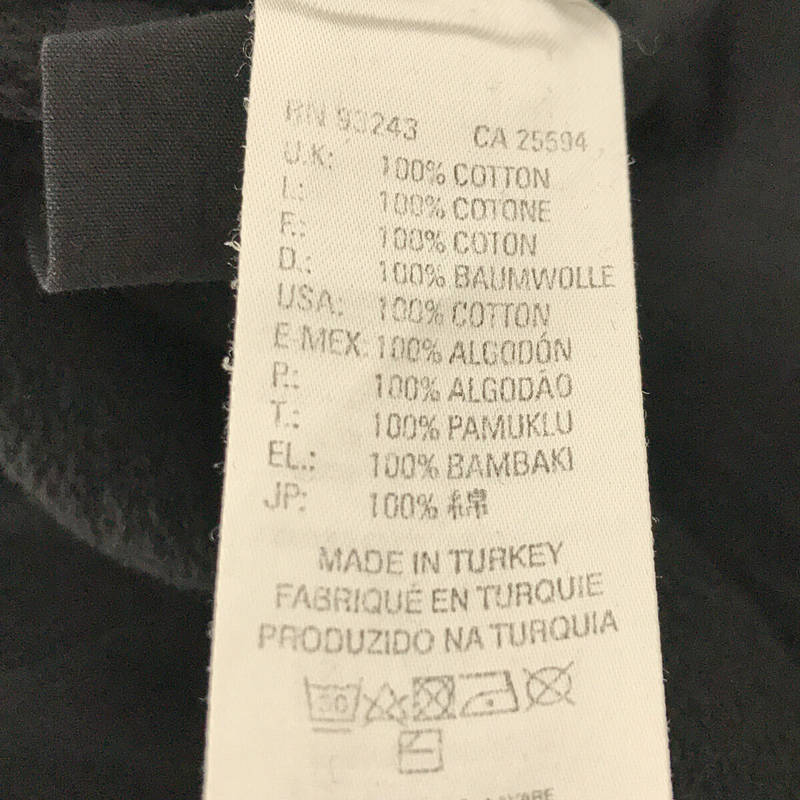 RN 93243 CA 25594
U.K: 100% COTTON
I.: 100% COTONE
F.: 100% COTON
D.: 100% BAUMWOLLE
USA: 100% COTTON
E-MEX: 100% ALGODÓN
P.: 100% ALGODÃO
T.: 100% PAMUKLU
EL.: 100% BAMBAKI
JP: 100% 綿
MADE IN TURKEY
FABRIQUÉ EN TURQUIE
PRODUZIDO NA TURQUIA
30